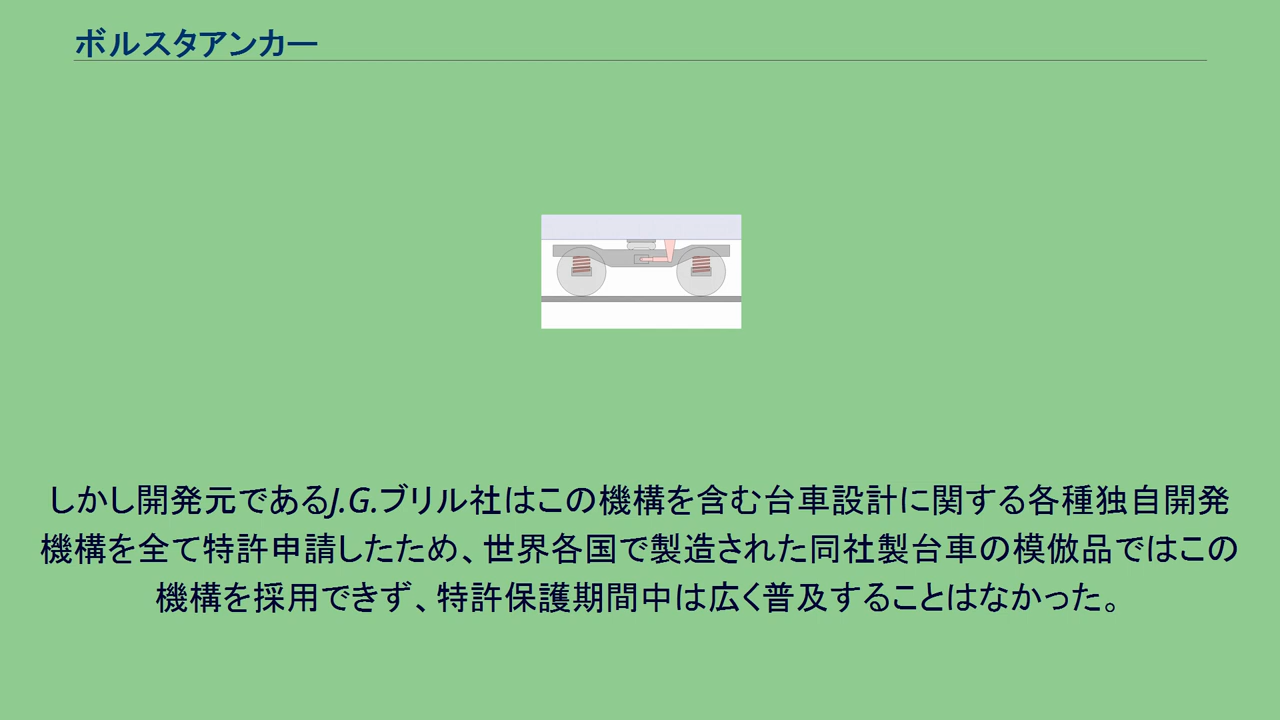 ボルスタアンカー
しかし開発元であるJ.G.ブリル社はこの機構を含む台車設計に関する各種独自開発
機構を全て特許申請したため、世界各国で製造された同社製台車の模倣品ではこの
機構を採用できず、特許保護期間中は広く普及することはなかった。